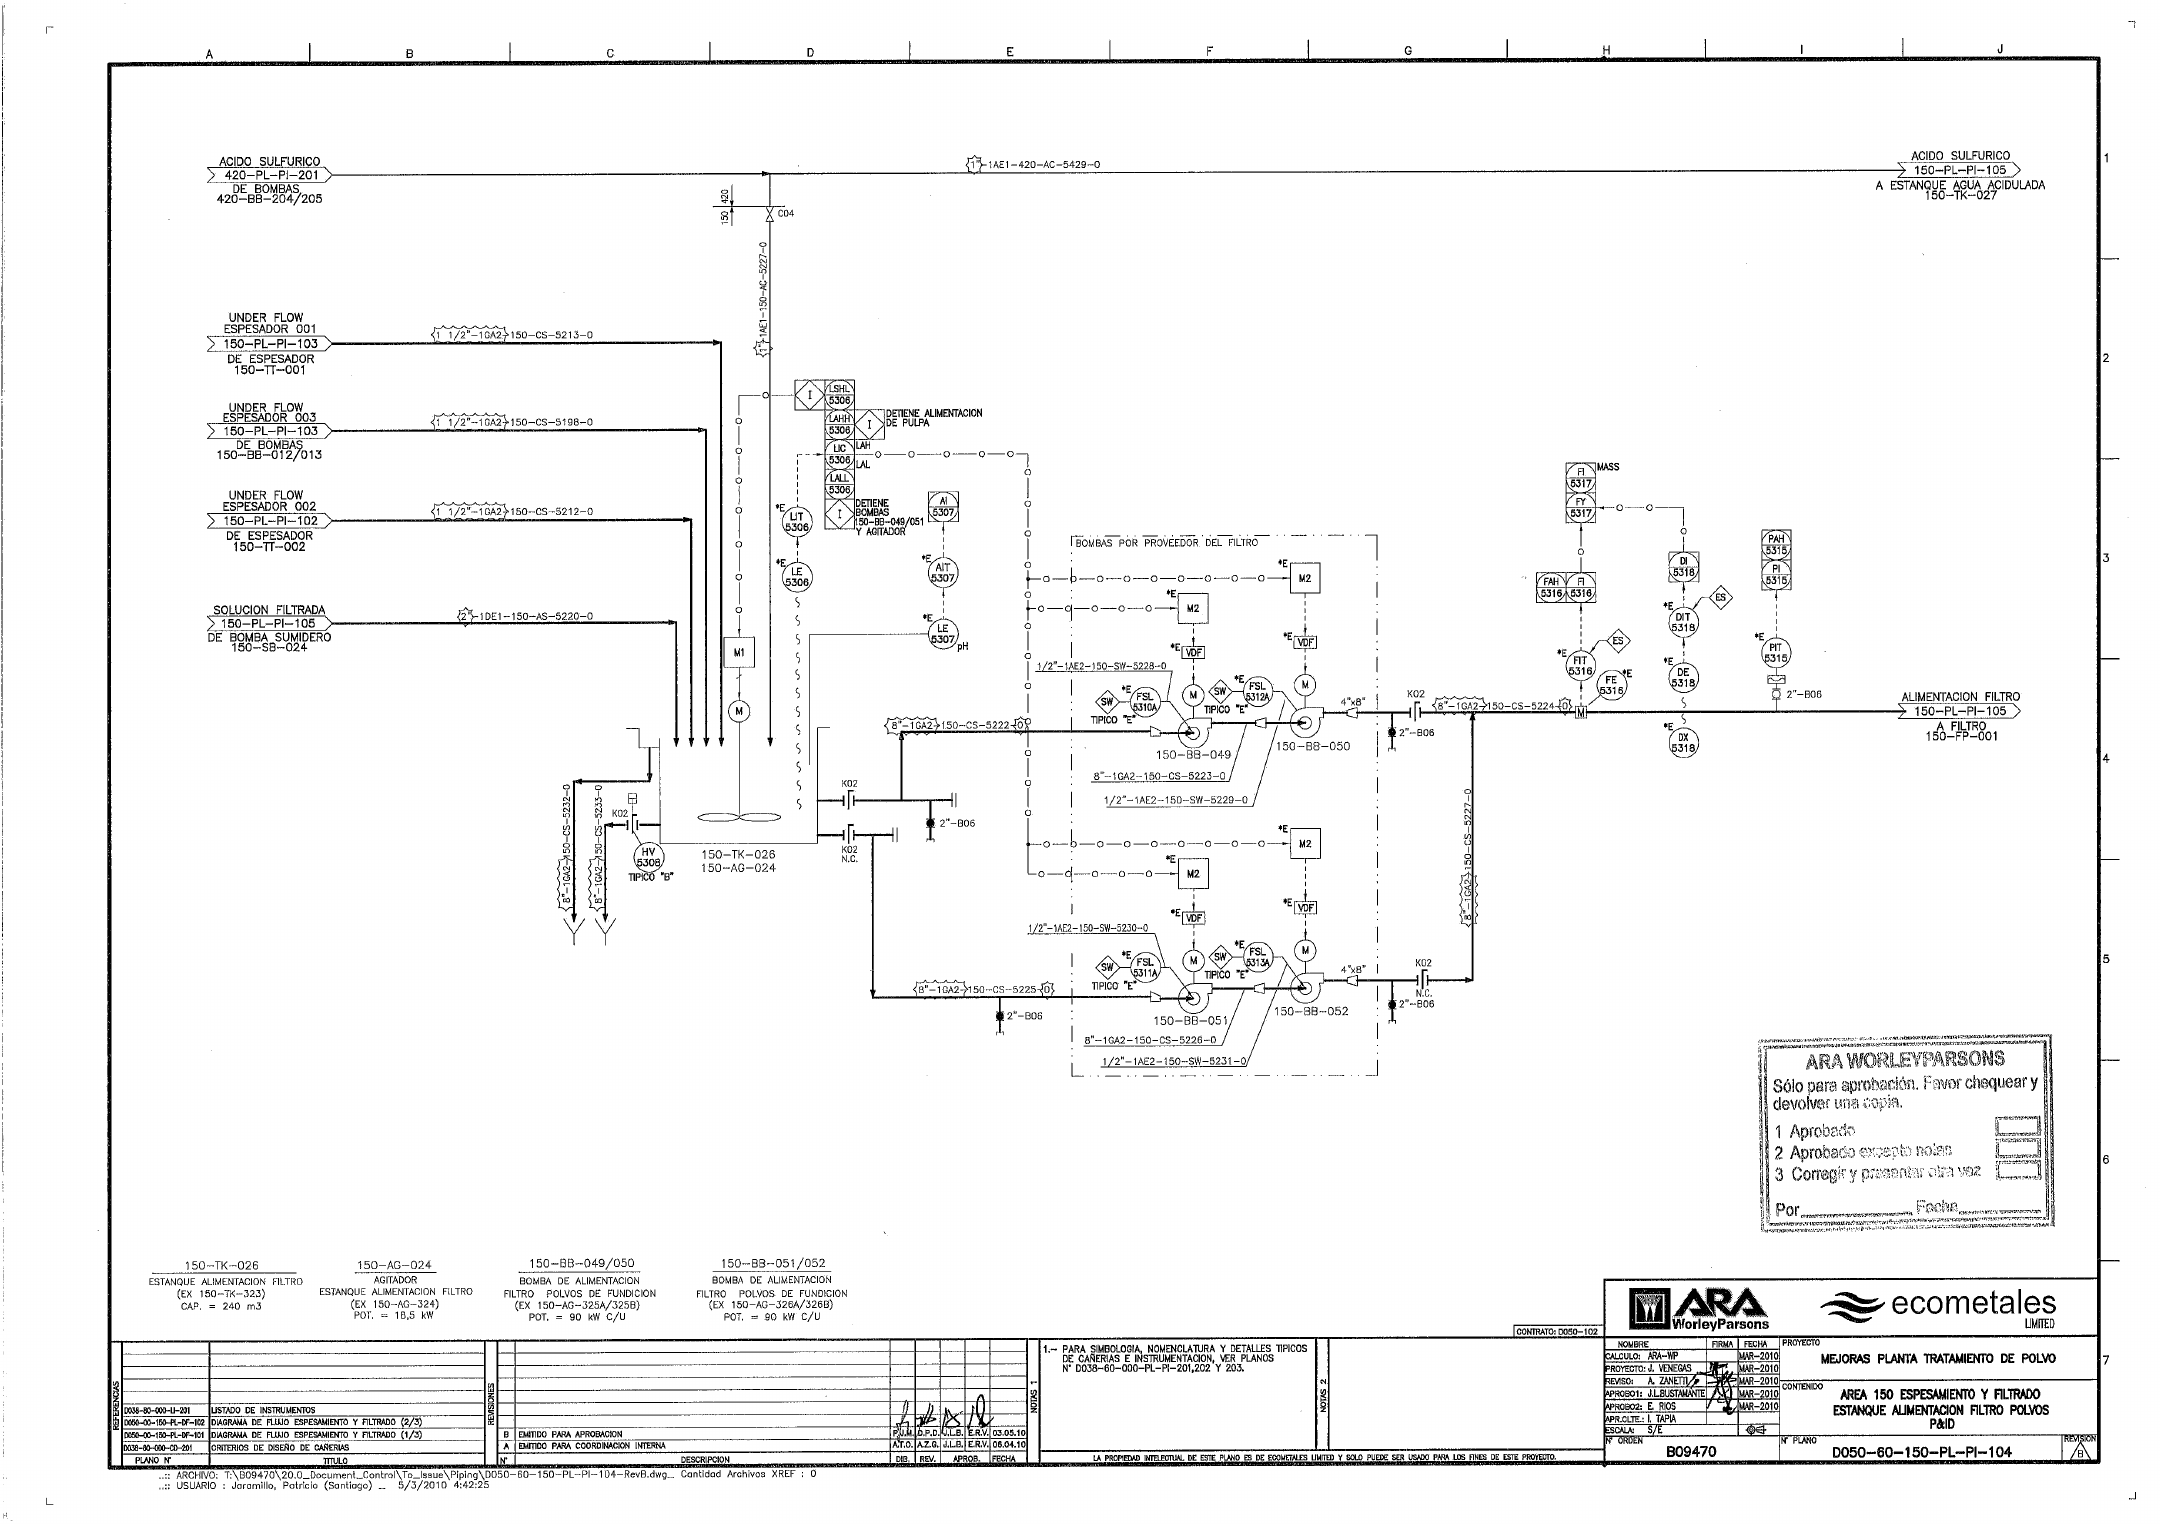 A B C D E F G H I J
1
2
3
4
5
6
7
ACIDO SULFURICO
420-PL-PI-201
DE BOMBAS
420-BB-204/205
1"-1AE1-420-AC-5429-0
ACIDO SULFURICO
150-PL-PI-105
A ESTANQUE AGUA ACIDULADA
150-TK-027
150 420
C04
1"-1AE1-150-AC-5227-0
UNDER FLOW
ESPESADOR 001
150-PL-PI-103
DE ESPESADOR
150-TT-001
1 1/2"-1GA2-150-CS-5213-0
UNDER FLOW
ESPESADOR 003
150-PL-PI-103
DE BOMBAS
150-BB-012/013
1 1/2"-1GA2-150-CS-5198-0
UNDER FLOW
ESPESADOR 002
150-PL-PI-102
DE ESPESADOR
150-TT-002
1 1/2"-1GA2-150-CS-5212-0
SOLUCION FILTRADA
150-PL-PI-105
DE BOMBA SUMIDERO
150-SB-024
2"-1DE1-150-AS-5220-0
I
LSHL
5306
LAHH
5306
I
DETIENE ALIMENTACION
DE PULPA
LIC
5306
LAH
LAL
LALL
5306
I
DETIENE
BOMBAS
150-BB-049/051
Y AGITADOR
*E
LIT
5306
*E
LE
5306
AI
5307
*E
AIT
5307
*E
LE
5307
pH
M1
M
K02
HV
5308
TIPICO "B"
8"-1GA2-150-CS-5232-0
8"-1GA2-150-CS-5233-0
150-TK-026
150-AG-024
K02
2"-B06
K02
N.C.
8"-1GA2-150-CS-5222-0
BOMBAS POR PROVEEDOR DEL FILTRO
*E
M2
*E
M2
*E
VDF
*E
VDF
1/2"-1AE2-150-SW-5228-0
SW
*E
FSL
5310A
TIPICO "E"
M
SW
*E
FSL
5312A
TIPICO "E"
M
150-BB-049
150-BB-050
8"-1GA2-150-CS-5223-0
1/2"-1AE2-150-SW-5229-0
4"x8"
K02
2"-B06
8"-1GA2-150-CS-5224-0
*E
M2
*E
M2
*E
VDF
*E
VDF
1/2"-1AE2-150-SW-5230-0
SW
*E
FSL
5311A
TIPICO "E"
M
SW
*E
FSL
5313A
TIPICO "E"
M
8"-1GA2-150-CS-5225-0
2"-B06
150-BB-051
150-BB-052
8"-1GA2-150-CS-5226-0
1/2"-1AE2-150-SW-5231-0
4"x8"
K02
N.C.
2"-B06
8"-1GA2-150-CS-5227-0
FI
5317
MASS
FY
5317
FAH
5316
FI
5316
*E
FIT
5316
ES
FE
5316
*E
M
DI
5318
*E
DIT
5318
ES
*E
DE
5318
*E
DX
5318
PAH
5315
PI
5315
*E
PIT
5315
2"-B06
ALIMENTACION FILTRO
150-PL-PI-105
A FILTRO
150-FP-001
ARA WORLEYPARSONS
Sólo para aprobación. Favor chequear y
devolver una copia.
1 Aprobado
2 Aprobado excepto notas
3 Corregir y presentar otra vez
Por Fecha
150-TK-026
ESTANQUE ALIMENTACION FILTRO
(EX 150-TK-323)
CAP. = 240 m3
150-AG-024
AGITADOR
ESTANQUE ALIMENTACION FILTRO
(EX 150-AG-324)
POT. = 18,5 kW
150-BB-049/050
BOMBA DE ALIMENTACION
FILTRO POLVOS DE FUNDICION
(EX 150-AG-325A/325B)
POT. = 90 kW C/U
150-BB-051/052
BOMBA DE ALIMENTACION
FILTRO POLVOS DE FUNDICION
(EX 150-AG-326A/326B)
POT. = 90 kW C/U
REFERENCIAS
D038-60-000-LI-201 LISTADO DE INSTRUMENTOS
D050-00-150-PL-DF-102 DIAGRAMA DE FLUJO ESPESAMIENTO Y FILTRADO (2/3)
D050-00-150-PL-DF-101 DIAGRAMA DE FLUJO ESPESAMIENTO Y FILTRADO (1/3)
D038-60-000-CD-201 CRITERIOS DE DISEÑO DE CAÑERIAS
PLANO N° TITULO
REVISIONES
B EMITIDO PARA APROBACION P.J.M. D.P.D. J.L.B. E.R.V. 03.05.10
A EMITIDO PARA COORDINACION INTERNA A.T.O. A.Z.G. J.L.B. E.R.V. 06.04.10
N° DESCRIPCION DIB. REV. APROB. FECHA
NOTAS 1
1.- PARA SIMBOLOGIA, NOMENCLATURA Y DETALLES TIPICOS
DE CAÑERIAS E INSTRUMENTACION, VER PLANOS
N° D038-60-000-PL-PI-201,202 Y 203.
NOTAS 2
LA PROPIEDAD INTELECTUAL DE ESTE PLANO ES DE ECOMETALES LIMITED Y SOLO PUEDE SER USADO PARA LOS FINES DE ESTE PROYECTO.
CONTRATO: D050-102
ARA
WorleyParsons
ecometales
LIMITED
NOMBRE FIRMA FECHA
CALCULO: ARA-WP MAR-2010
PROYECTO: J. VENEGAS MAR-2010
REVISO: A. ZANETTI MAR-2010
APROBO1: J.L.BUSTAMANTE MAR-2010
APROBO2: E. RIOS MAR-2010
APR.CLTE.: I. TAPIA
ESCALA: S/E
PROYECTO
MEJORAS PLANTA TRATAMIENTO DE POLVO
CONTENIDO
AREA 150 ESPESAMIENTO Y FILTRADO
ESTANQUE ALIMENTACION FILTRO POLVOS
P&ID
N° ORDEN
B09470
N° PLANO
D050-60-150-PL-PI-104
REVISION
B
..:: ARCHIVO: T:\B09470\20.0_Document_Control\To_Issue\Piping\D050-60-150-PL-PI-104-RevB.dwg_ Cantidad Archivos XREF : 0
..:: USUARIO : Jaramillo, Patricio (Santiago) _ 5/3/2010 4:42:25